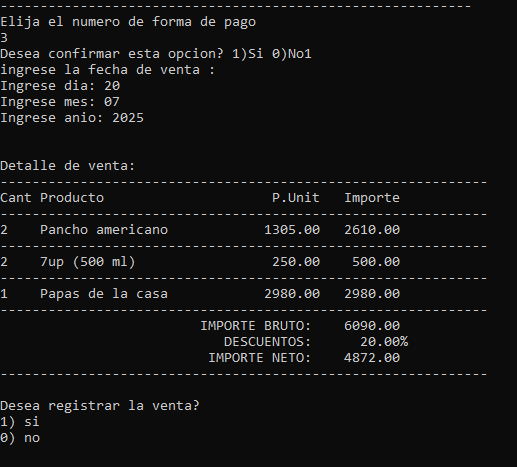 -----------------------------------------------------------
Elija el numero de forma de pago
3
Desea confirmar esta opcion? 1)Si 0)No1
ingrese la fecha de venta :
Ingrese dia: 20
Ingrese mes: 07
Ingrese anio: 2025
Detalle de venta:
-------------------------------------------------------------
Cant Producto                     P.Unit   Importe
-------------------------------------------------------------
2    Pancho americano            1305.00   2610.00
-------------------------------------------------------------
2    7up (500 ml)                 250.00    500.00
-------------------------------------------------------------
1    Papas de la casa            2980.00   2980.00
-------------------------------------------------------------
                         IMPORTE BRUTO:    6090.00
                            DESCUENTOS:      20.00%
                          IMPORTE NETO:    4872.00
-------------------------------------------------------------
Desea registrar la venta?
1) si
0) no